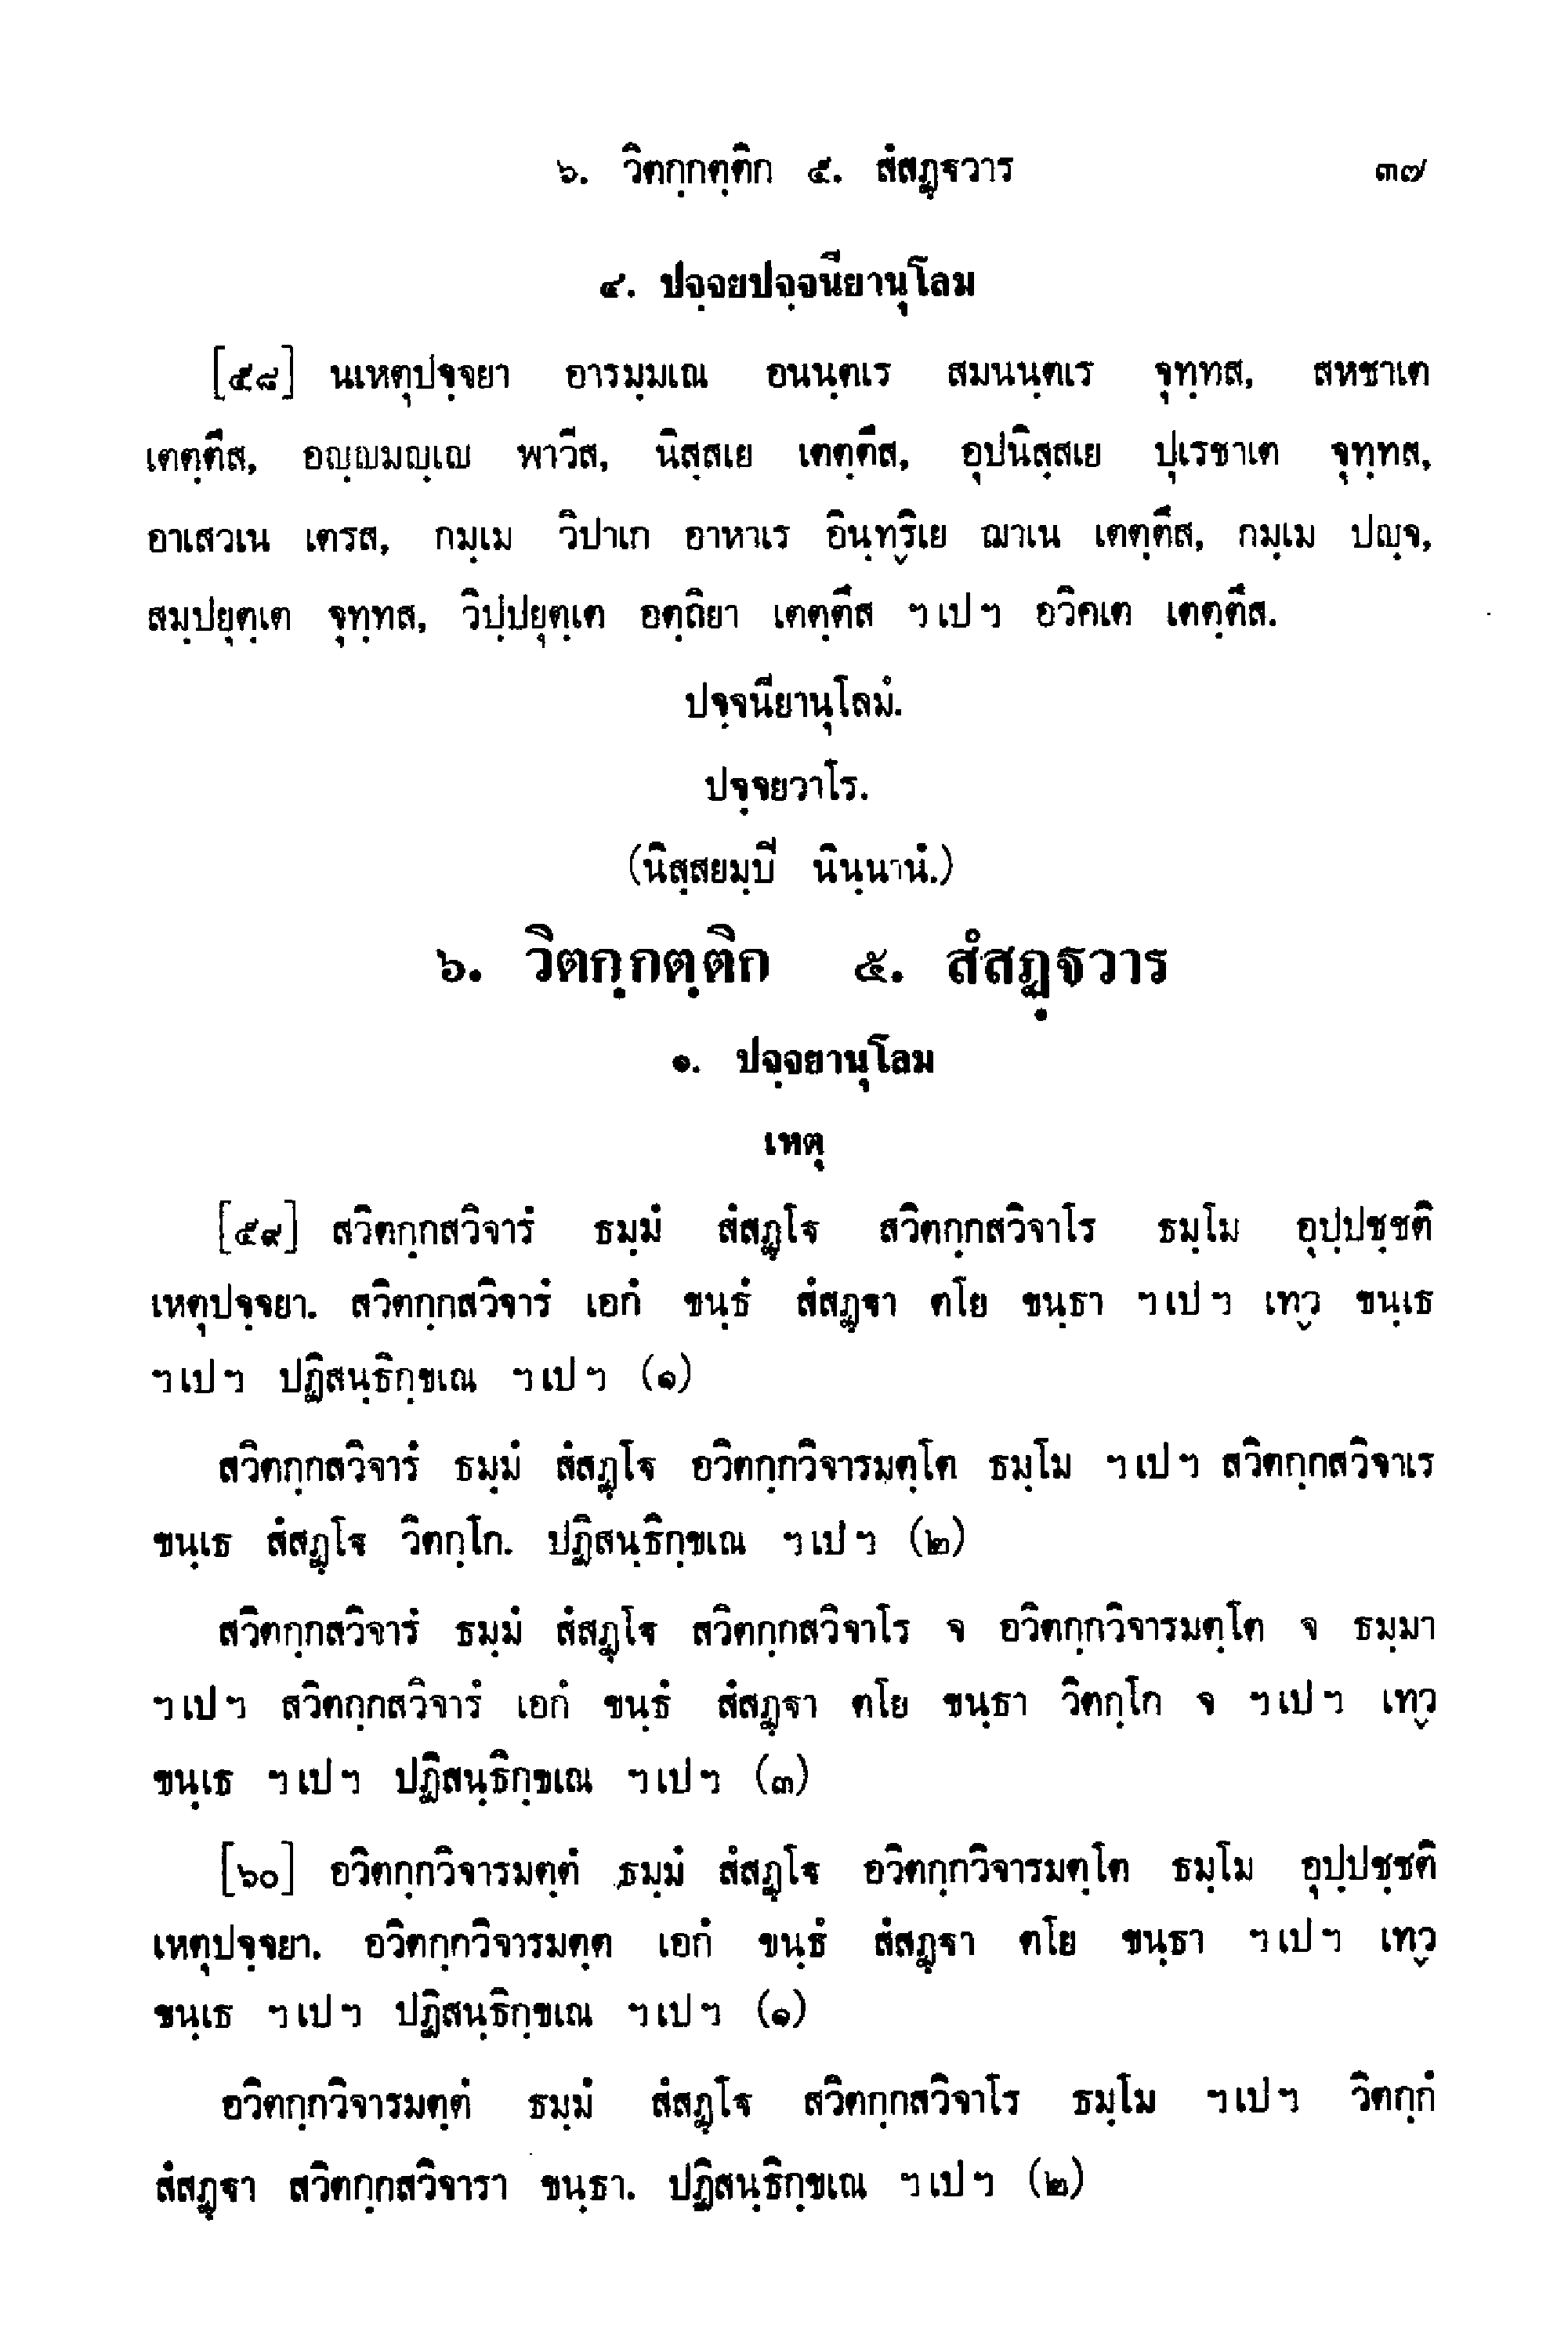 ๖. วิตกฺกตฺติก ๕. สํสฏฺฐวาร ๓๗
๔. ปจฺจยปจฺจนียานุโลม
[๕๘] นเหตุปจฺจยา อารมฺมเณ อนนฺตเร สมนนฺตเร จุทฺทส, สหชาเต
เตตฺตึส, อญฺญมญฺเญ พาวีส, นิสฺสเย เตตฺตึส, อุปนิสฺสเย ปุเรชาเต จุทฺทส,
อาเสวเน เตรส, กมฺเม วิปาเก อาหาเร อินฺทฺริเย ฌาเน เตตฺตึส, กมฺเม ปญฺจ,
สมฺปยุตฺเต จุทฺทส, วิปฺปยุตฺเต อตฺถิยา เตตฺตึส ฯเปฯ อวิคเต เตตฺตึส.
ปจฺจนียานุโลมํ.
ปจฺจยวาโร.
(นิสฺสยมฺปี นินฺนานํ.)
๖. วิตกฺกตฺติก ๕. สํสฏฺฐวาร
๑. ปจฺจยานุโลม
เหตุ
[๕๙] สวิตกฺกสวิจารํ ธมฺมํ สํสฏฺโฐ สวิตกฺกสวิจาโร ธมฺโม อุปฺปชฺชติ
เหตุปจฺจยา. สวิตกฺกสวิจารํ เอกํ ขนฺธํ สํสฏฺฐา ตโย ขนฺธา ฯเปฯ เทฺว ขนฺเธ
ฯเปฯ ปฏิสนฺธิกฺขเณ ฯเปฯ (๑)
สวิตกฺกสวิจารํ ธมฺมํ สํสฏฺโฐ อวิตกฺกวิจารมตฺโต ธมฺโม ฯเปฯ สวิตกฺกสวิจาเร
ขนฺเธ สํสฏฺโฐ วิตกฺโก. ปฏิสนฺธิกฺขเณ ฯเปฯ (๒)
สวิตกฺกสวิจารํ ธมฺมํ สํสฏฺโฐ สวิตกฺกสวิจาโร จ อวิตกฺกวิจารมตฺโต จ ธมฺมา
ฯเปฯ สวิตกฺกสวิจารํ เอกํ ขนฺธํ สํสฏฺฐา ตโย ขนฺธา วิตกฺโก จ ฯเปฯ เทฺว
ขนฺเธ ฯเปฯ ปฏิสนฺธิกฺขเณ ฯเปฯ (๓)
[๖๐] อวิตกฺกวิจารมตฺตํ ธมฺมํ สํสฏฺโฐ อวิตกฺกวิจารมตฺโต ธมฺโม อุปฺปชฺชติ
เหตุปจฺจยา. อวิตกฺกวิจารมตฺต เอกํ ขนฺธํ สํสฏฺฐา ตโย ขนฺธา ฯเปฯ เทฺว
ขนฺเธ ฯเปฯ ปฏิสนฺธิกฺขเณ ฯเปฯ (๑)
อวิตกฺกวิจารมตฺตํ ธมฺมํ สํสฏฺโฐ สวิตกฺกสวิจาโร ธมฺโม ฯเปฯ วิตกฺกํ
สํสฏฺฐา สวิตกฺกสวิจารา ขนฺธา. ปฏิสนฺธิกฺขเณ ฯเปฯ (๒)